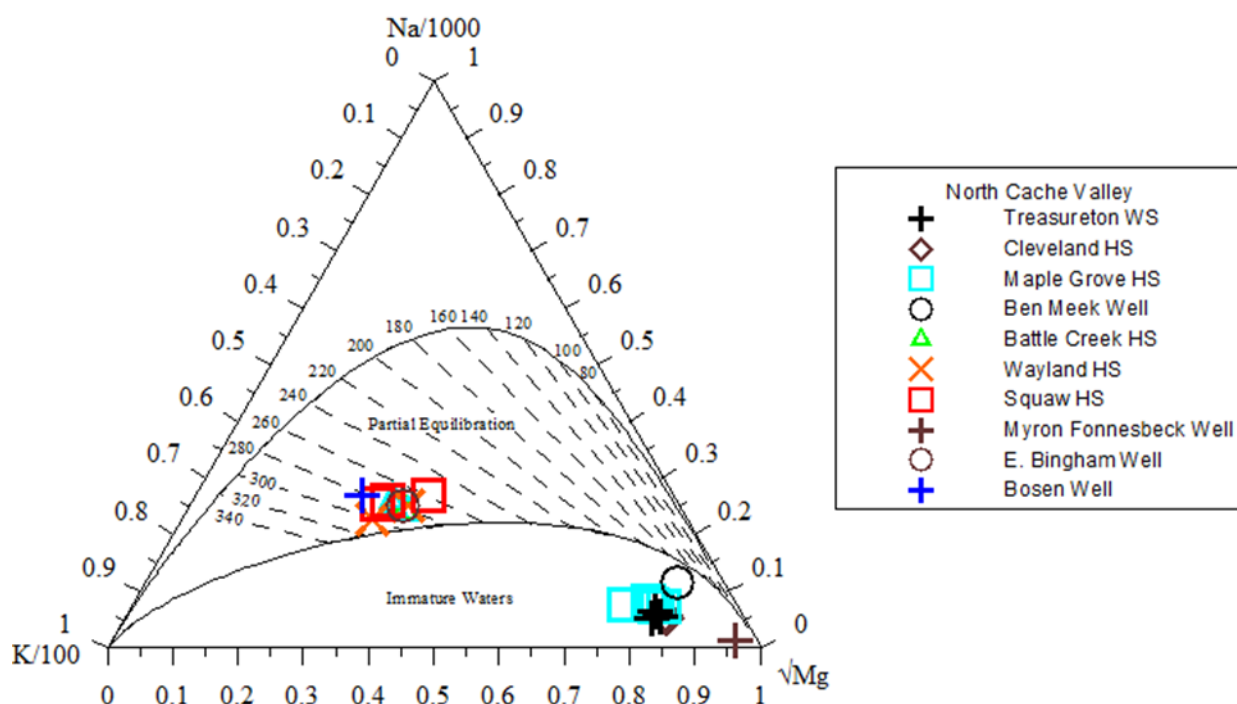 Na/1000
0 1
0.1 0.9
0.2 0.8
0.3 0.7
0.4 0.6
0.5 0.5
0.6 0.4
0.7 0.3
0.8 0.2
0.9 0.1
1 0
K/100 √Mg
0 0.1 0.2 0.3 0.4 0.5 0.6 0.7 0.8 0.9 1
160 140 120
180
200 100
220 80
240
260
280
300
320
340
Partial Equilibration
Immature Waters
North Cache Valley
Treasureton WS
Cleveland HS
Maple Grove HS
Ben Meek Well
Battle Creek HS
Wayland HS
Squaw HS
Myron Fonnesbeck Well
E. Bingham Well
Bosen Well